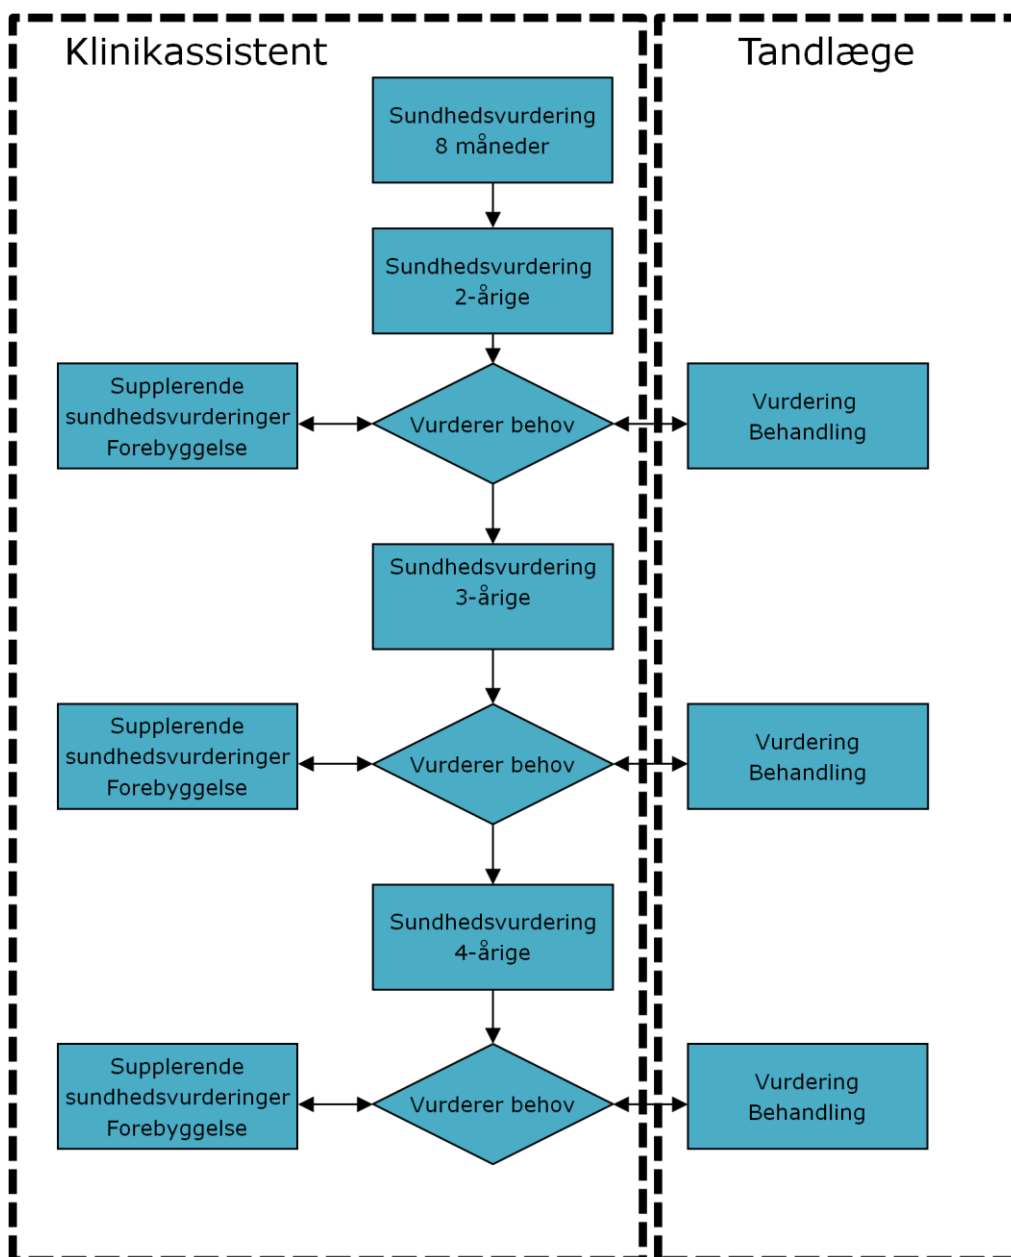 Klinikassistent
Tandlæge
Sundhedsvurdering
8 måneder
Sundhedsvurdering
2-årige
Supplerende
sundhedsvurderinger
Forebyggelse
Vurderer behov
Vurdering
Behandling
Sundhedsvurdering
3-årige
Supplerende
sundhedsvurderinger
Forebyggelse
Vurderer behov
Vurdering
Behandling
Sundhedsvurdering
4-årige
Supplerende
sundhedsvurderinger
Forebyggelse
Vurderer behov
Vurdering
Behandling